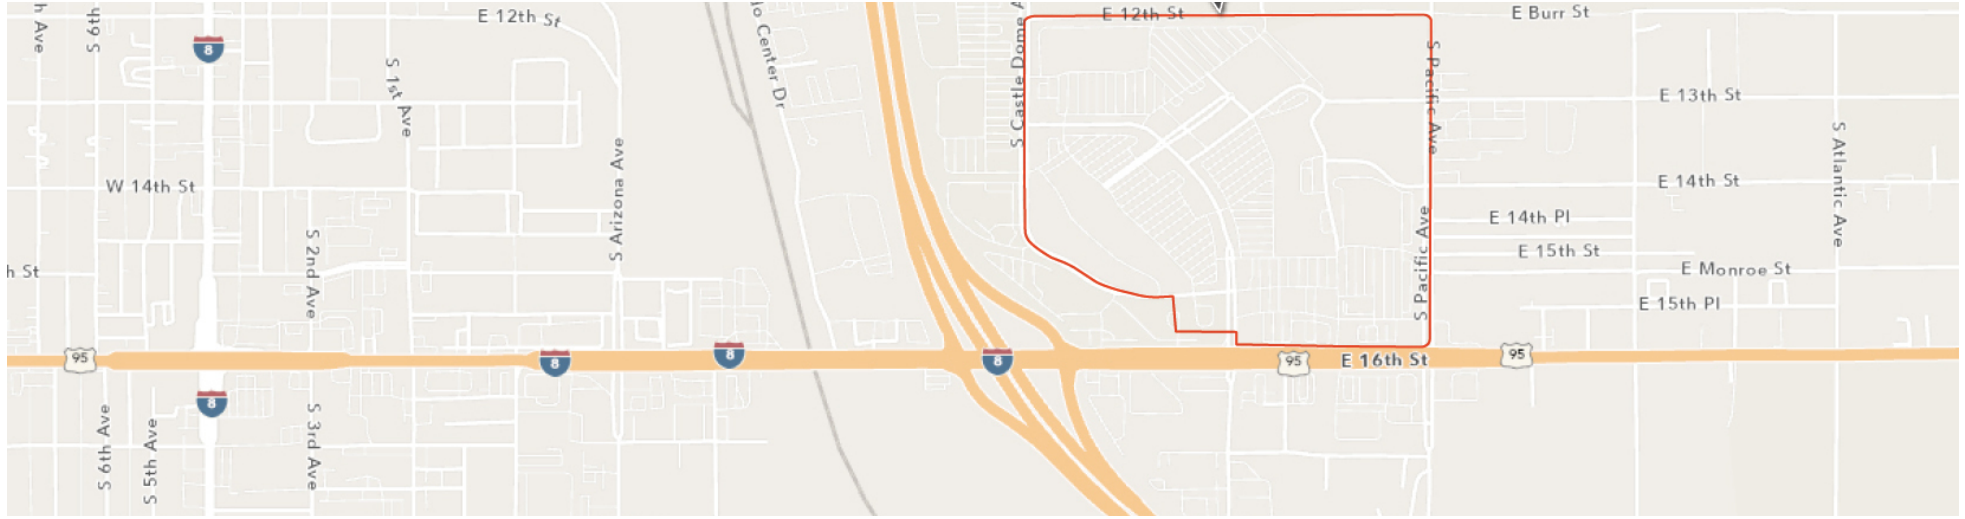 h Ave
S 6th
8
E 12th St
S 1st Ave
lo Center Dr
S Castle Dome A
E 12th St
E Burr St
S Pacific Ave
E 13th St
S Atlantic Ave
W 14th St
E 14th St
S Arizona Ave
S 2nd Ave
S Pacific Ave
E 14th Pl
E 15th St
h St
E Monroe St
E 15th Pl
95
8
8
8
95
E 16th St
95
8
S 6th Ave
S 5th Ave
S 3rd Ave